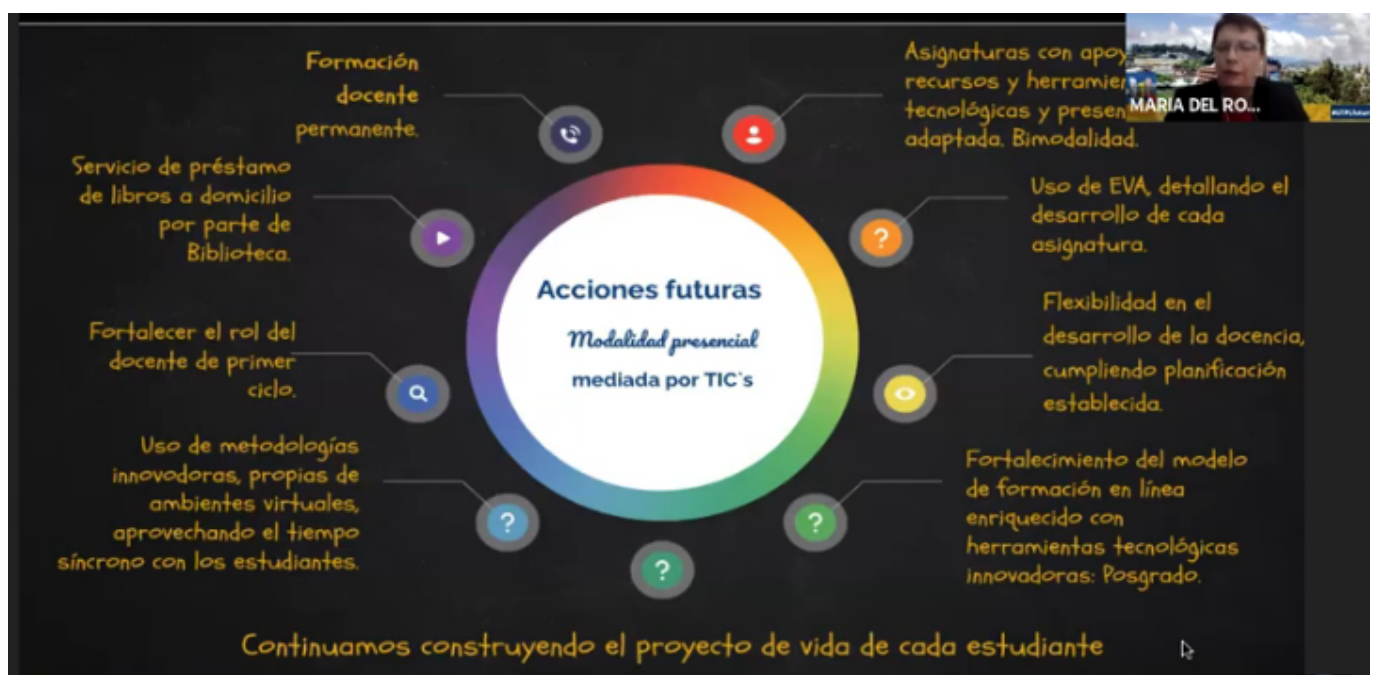 Formación
docente
permanente.
Servicio de préstamo
de libros a domicilio
por parte de
Biblioteca.
Fortalecer el rol del
docente de primer
ciclo.
Uso de metodologías
innovadoras, propias de
ambientes virtuales,
aprovechando el tiempo
síncrono con los estudiantes.
Acciones futuras
Modalidad presencial
mediada por TIC`s
Asignaturas con
recursos y
tecnológicas y
adaptada. Bimodalidad.
MARIA DEL RO...
Uso de EVA, detallando el
desarrollo de cada
asignatura.
Flexibilidad en el
desarrollo de la docencia,
cumpliendo planificación
establecida.
Fortalecimiento del modelo
de formación en línea
enriquecido con
herramientas tecnológicas
innovadoras: Posgrado.
Continuamos construyendo el proyecto de vida de cada estudiante